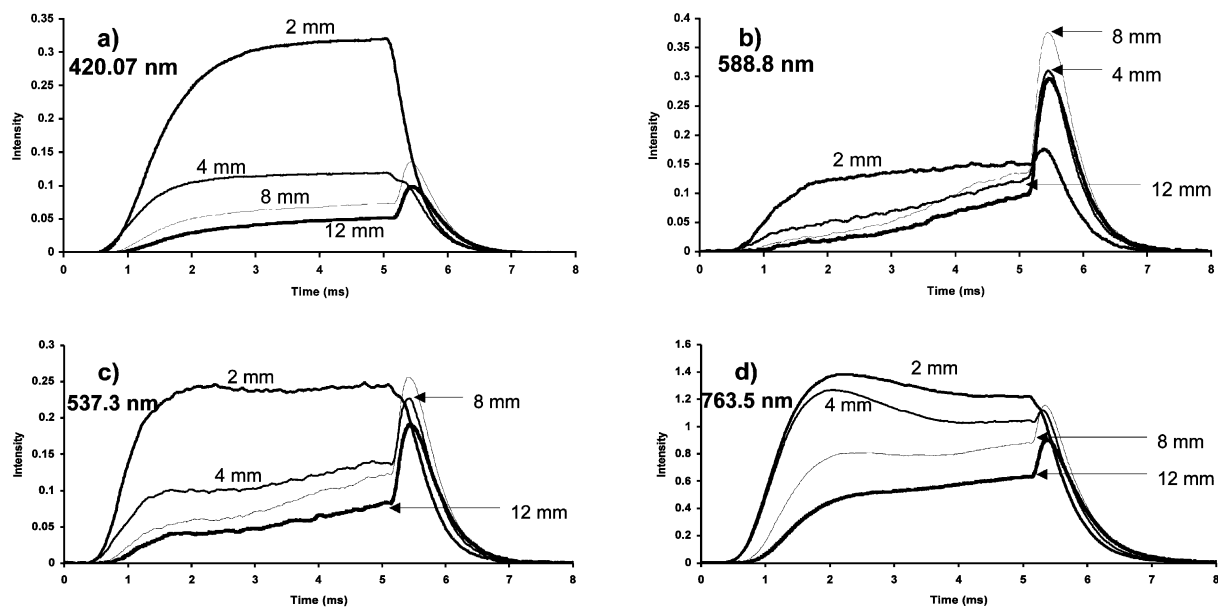 a)
420.07 nm
Intensity
0.35
0.3
0.25
0.2
0.15
0.1
0.05
0
2 mm
4 mm
8 mm
12 mm
0 1 2 3 4 5 6 7 8
Time (ms)
b)
588.8 nm
Intensity
0.4
0.35
0.3
0.25
0.2
0.15
0.1
0.05
0
8 mm
4 mm
2 mm
12 mm
0 1 2 3 4 5 6 7 8
Time (ms)
c)
537.3 nm
Intensity
0.35
0.3
0.25
0.2
0.15
0.1
0.05
0
2 mm
8 mm
4 mm
12 mm
0 1 2 3 4 5 6 7 8
Time (ms)
d)
763.5 nm
Intensity
1.6
1.4
1.2
1
0.8
0.6
0.4
0.2
0
2 mm
4 mm
8 mm
12 mm
0 1 2 3 4 5 6 7 8
Time (ms)